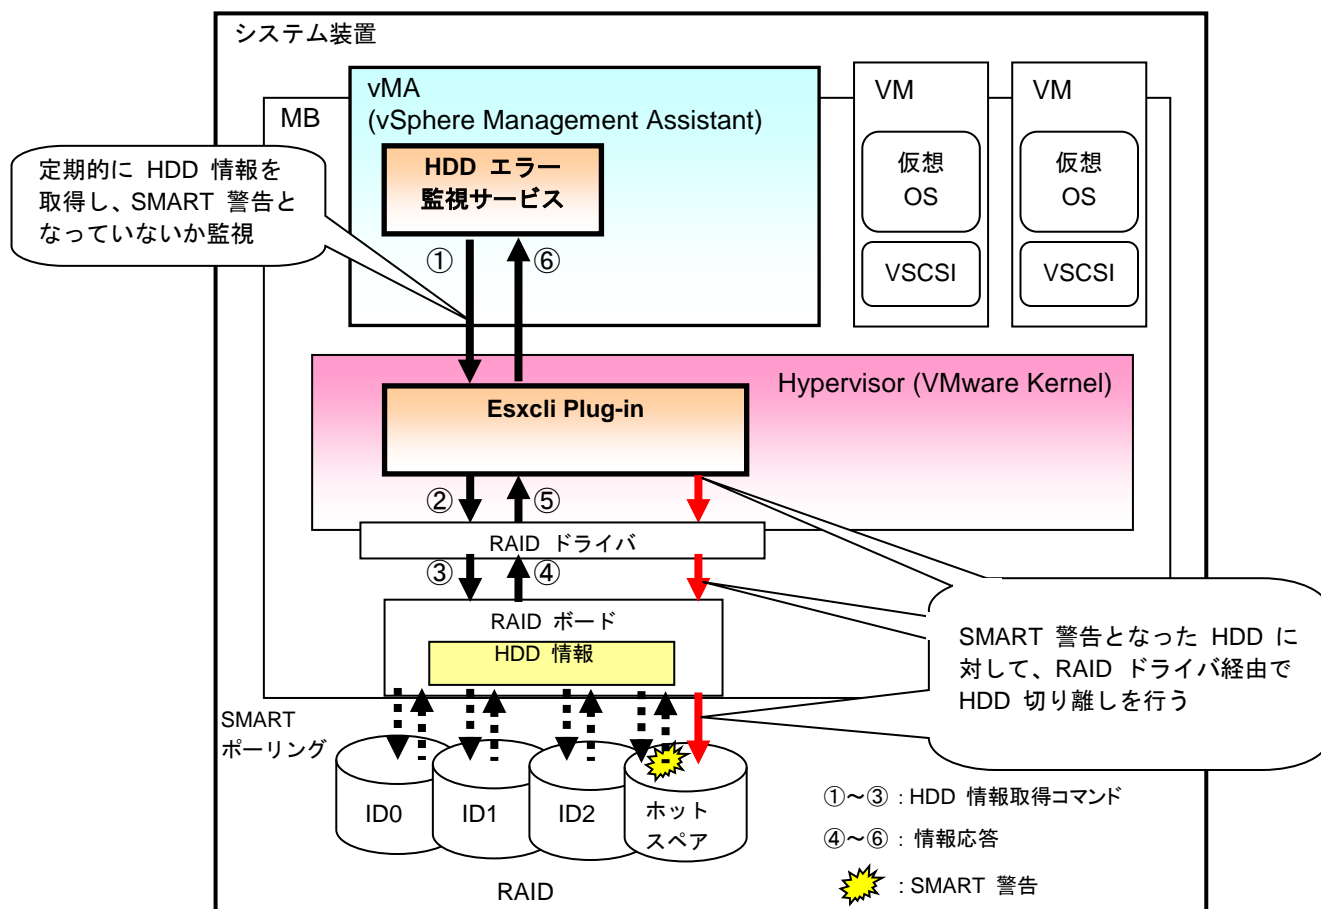 システム装置
vMA
(vSphere Management Assistant)
MB
HDD エラー
監視サービス
VM
仮想
OS
VSCSI
VM
仮想
OS
VSCSI
定期的に HDD 情報を
取得し、SMART 警告と
なっていないか監視
① ⑥
Hypervisor (VMware Kernel)
Esxcli Plug-in
② ⑤
RAID ドライバ
③ ④
RAID ボード
HDD 情報
SMART 警告となった HDD に
対して、RAID ドライバ経由で
HDD 切り離しを行う
SMART
ポーリング
ID0
ID1
ID2
ホット
スペア
RAID
①～③ : HDD 情報取得コマンド
④～⑥ : 情報応答
: SMART 警告